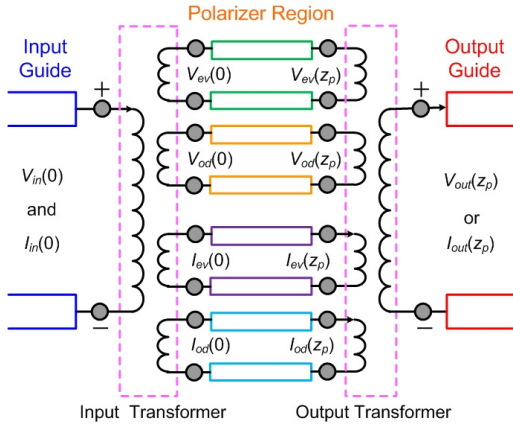 Polarizer Region
Input
Guide
Output
Guide
+
+
V_ev(0)
V_ev(z_p)
V_od(0)
V_od(z_p)
V_in(0)
and
I_in(0)
V_out(z_p)
or
I_out(z_p)
I_ev(0)
I_ev(z_p)
I_od(0)
I_od(z_p)
−
−
Input Transformer
Output Transformer